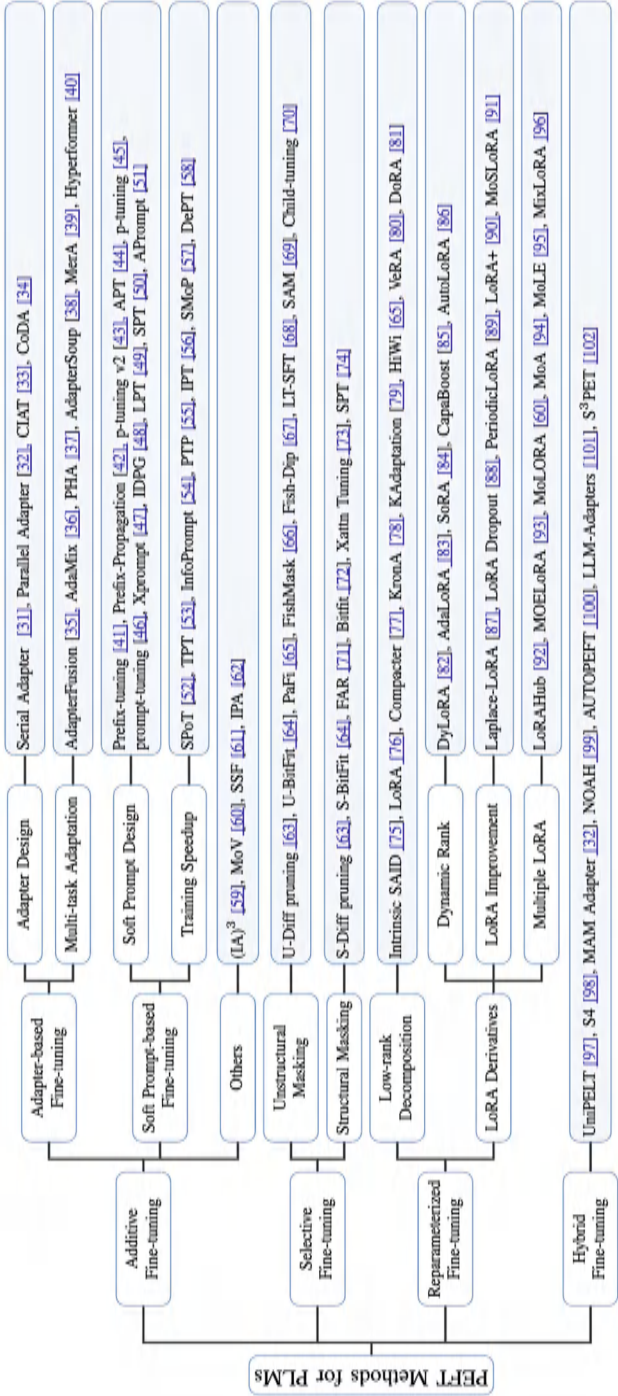 PEFT Methods for PLMs
Additive
Fine-tuning
Adapter-based
Fine-tuning
Adapter Design
Serial Adapter [31], Parallel Adapter [32], CIAT [33], CoDA [34]
Multi-task Adaptation
AdapterFusion [35], AdaMix [36], PHA [37], AdapterSoup [38], MerA [39], Hyperformer [40]
Soft Prompt-based
Fine-tuning
Soft Prompt Design
Prefix-tuning [41], Prefix-Propagation [42], p-tuning v2 [43], APT [44], p-tuning [45],
prompt-tuning [46], Xprompt [47], IDPG [48], LPT [49], SPT [50], APrompt [51]
Training Speedup
SPoT [52], TPT [53], InfoPrompt [54], PTP [55], IPT [56], SMoP [57], DePT [58]
Others
(IA)³ [59], MoV [60], SSF [61], IPA [62]
Selective
Fine-tuning
Unstructural
Masking
U-Diff pruning [63], U-BitFit [64], PaFi [65], FishMask [66], Fish-Dip [67], LT-SFT [68], SAM [69], Child-tuning [70]
Structural Masking
S-Diff pruning [63], S-BitFit [64], FAR [71], Bitfit [72], Xattn Tuning [73], SPT [74]
Reparameterized
Fine-tuning
Low-rank
Decomposition
Intrinsic SAID [75], LoRA [76], Compacter [77], KronA [78], KAdaptation [79], HiWi [65], VeRA [80], DoRA [81]
LoRA Derivatives
Dynamic Rank
DyLoRA [82], AdaLoRA [83], SoRA [84], CapaBoost [85], AutoLoRA [86]
LoRA Improvement
Laplace-LoRA [87], LoRA Dropout [88], PeriodicLoRA [89], LoRA+ [90], MoSLoRA [91]
Multiple LoRA
LoRAHub [92], MOELoRA [93], MoLORA [60], MoA [94], MoLE [95], MixLoRA [96]
Hybrid
Fine-tuning
UniPELT [97], S4 [98], MAM Adapter [32], NOAH [99], AUTOPEFT [100], LLM-Adapters [101], S³PET [102]